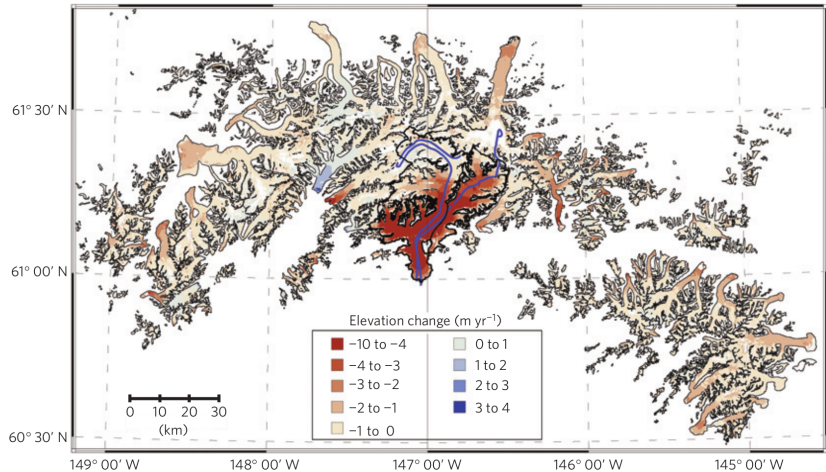 61° 30′ N
61° 00′ N
Elevation change (m yr⁻¹)
−10 to −4
0 to 1
−4 to −3
1 to 2
−3 to −2
2 to 3
−2 to −1
3 to 4
−1 to 0
0 10 20 30
(km)
60° 30′ N
149° 00′ W 148° 00′ W 147° 00′ W 146° 00′ W 145° 00′ W